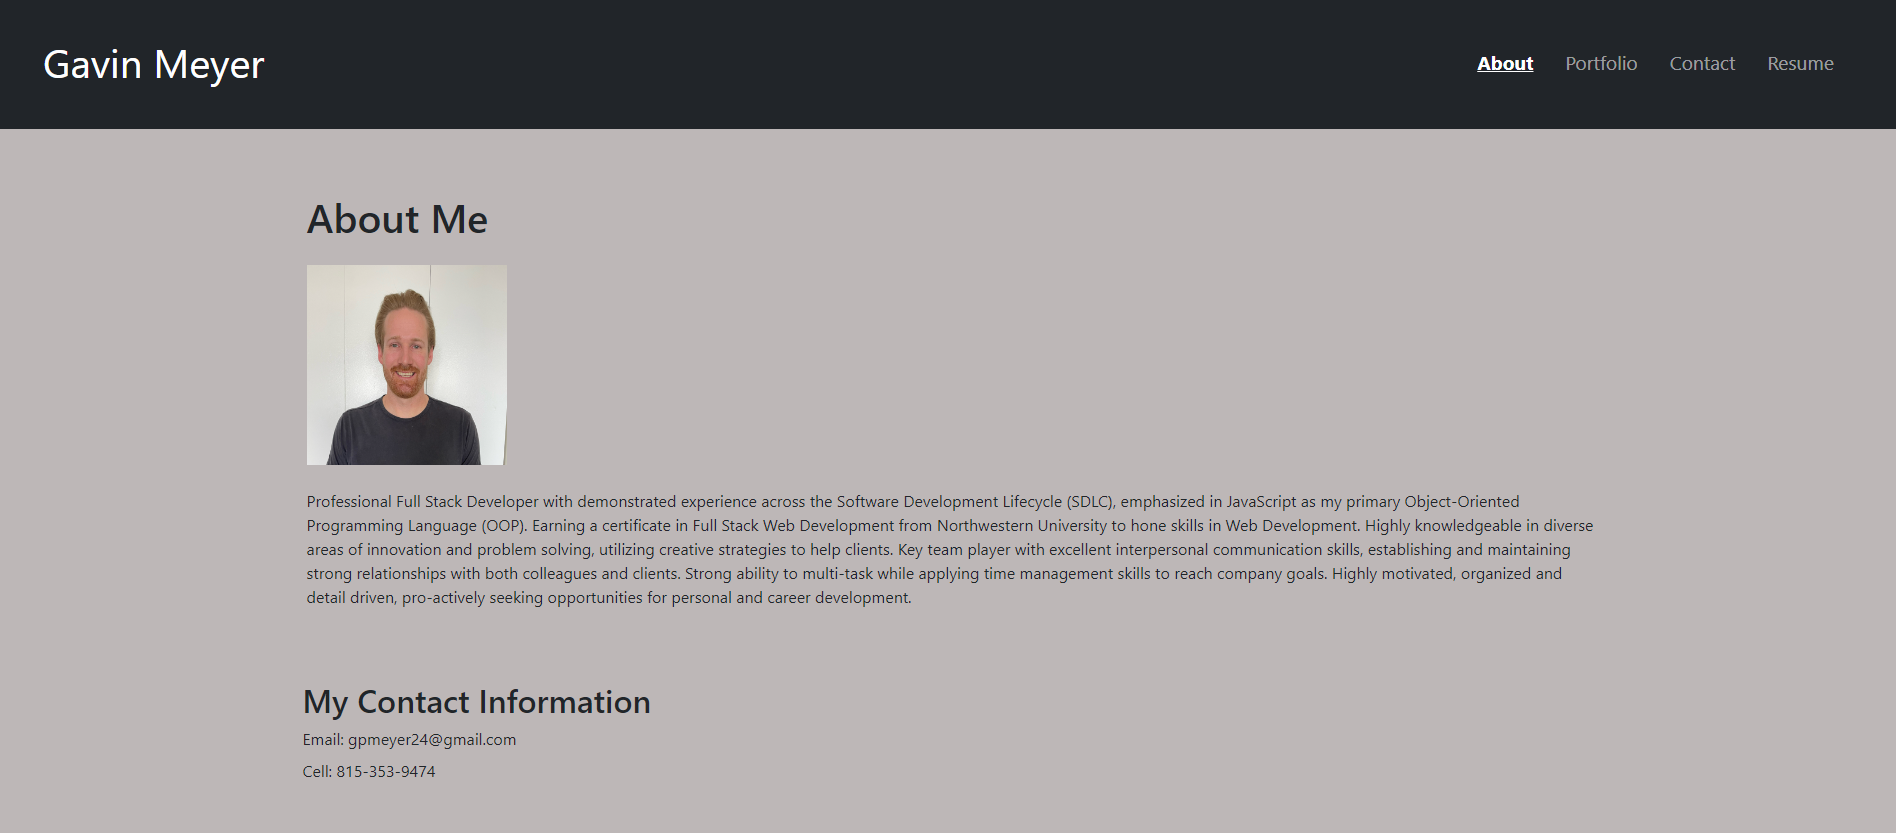 Gavin Meyer
About Portfolio Contact Resume
About Me
Professional Full Stack Developer with demonstrated experience across the Software Development Lifecycle (SDLC), emphasized in JavaScript as my primary Object-Oriented
Programming Language (OOP). Earning a certificate in Full Stack Web Development from Northwestern University to hone skills in Web Development. Highly knowledgeable in diverse
areas of innovation and problem solving, utilizing creative strategies to help clients. Key team player with excellent interpersonal communication skills, establishing and maintaining
strong relationships with both colleagues and clients. Strong ability to multi-task while applying time management skills to reach company goals. Highly motivated, organized and
detail driven, pro-actively seeking opportunities for personal and career development.
My Contact Information
Email: gpmeyer24@gmail.com
Cell: 815-353-9474